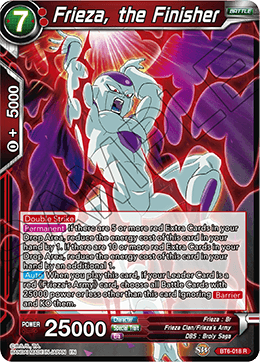 7
Frieza, the Finisher
BATTLE
0 + 5000
Double Strike
Permanent If there are 5 or more red Extra Cards in your
Drop Area, reduce the energy cost of this card in your
hand by 1. If there are 10 or more red Extra Cards in your
Drop Area, reduce the energy cost of this card in your
hand by an additional 1.
Auto When you play this card, if your Leader Card is a
red ≪Frieza's Army≫ card, choose all Battle Cards with
25000 power or less other than this card ignoring Barrier
and KO them.
POWER
25000
Character
Frieza : Br
Special Trait
Frieza Clan/Frieza's Army
Era
DBS : Broly Saga
BT6-018 R